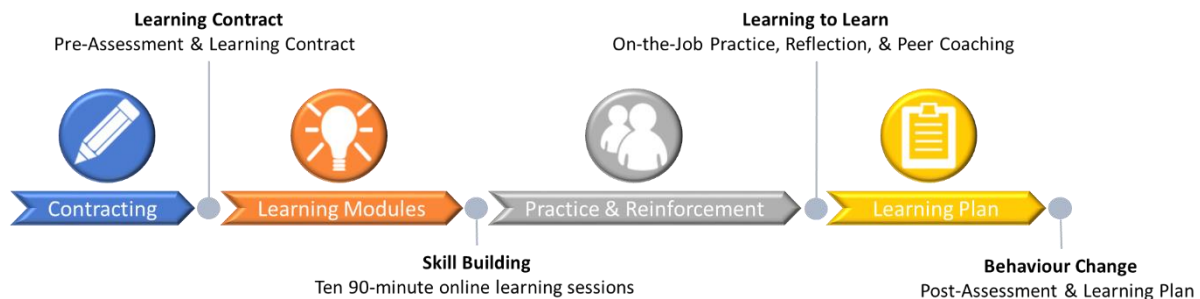 Learning Contract
Pre-Assessment & Learning Contract
Learning to Learn
On-the-Job Practice, Reflection, & Peer Coaching
Contracting
Learning Modules
Practice & Reinforcement
Learning Plan
Skill Building
Ten 90-minute online learning sessions
Behaviour Change
Post-Assessment & Learning Plan